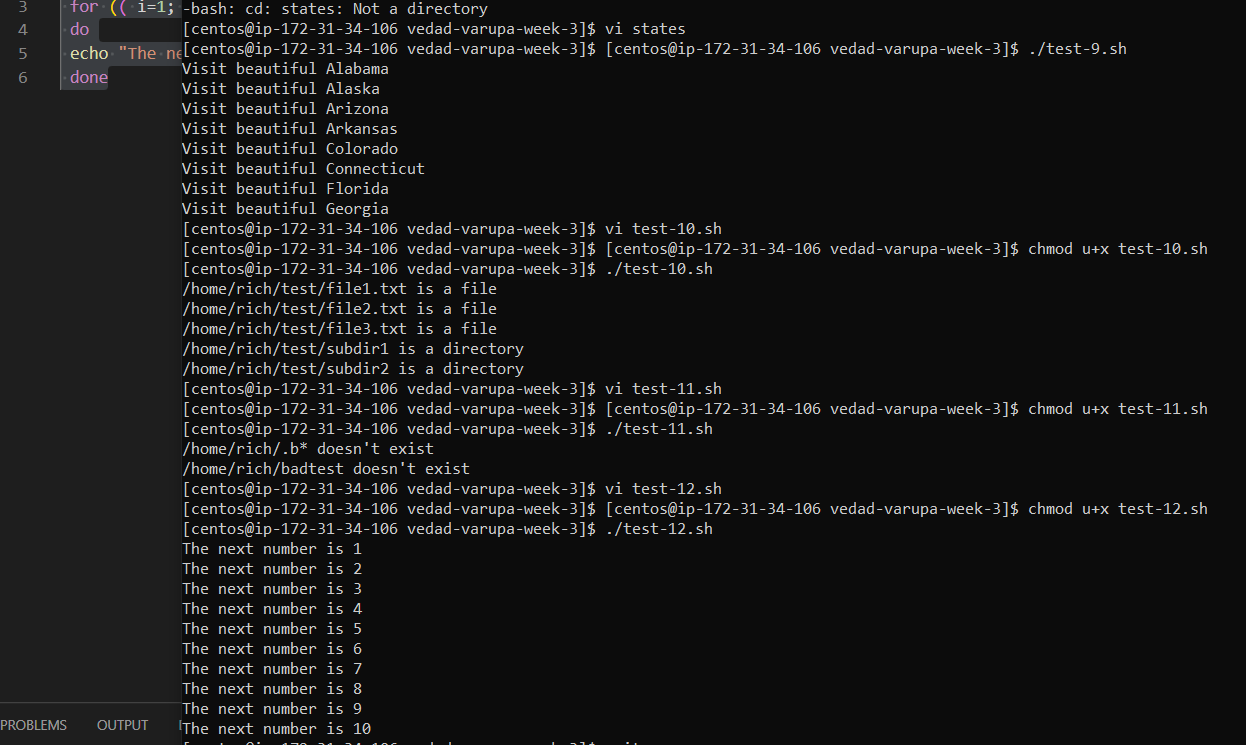 3 for (( i=1;
4 do
5 echo "The ne
6 done
-bash: cd: states: Not a directory
[centos@ip-172-31-34-106 vedad-varupa-week-3]$ vi states
[centos@ip-172-31-34-106 vedad-varupa-week-3]$ [centos@ip-172-31-34-106 vedad-varupa-week-3]$ ./test-9.sh
Visit beautiful Alabama
Visit beautiful Alaska
Visit beautiful Arizona
Visit beautiful Arkansas
Visit beautiful Colorado
Visit beautiful Connecticut
Visit beautiful Florida
Visit beautiful Georgia
[centos@ip-172-31-34-106 vedad-varupa-week-3]$ vi test-10.sh
[centos@ip-172-31-34-106 vedad-varupa-week-3]$ [centos@ip-172-31-34-106 vedad-varupa-week-3]$ chmod u+x test-10.sh
[centos@ip-172-31-34-106 vedad-varupa-week-3]$ ./test-10.sh
/home/rich/test/file1.txt is a file
/home/rich/test/file2.txt is a file
/home/rich/test/file3.txt is a file
/home/rich/test/subdir1 is a directory
/home/rich/test/subdir2 is a directory
[centos@ip-172-31-34-106 vedad-varupa-week-3]$ vi test-11.sh
[centos@ip-172-31-34-106 vedad-varupa-week-3]$ [centos@ip-172-31-34-106 vedad-varupa-week-3]$ chmod u+x test-11.sh
[centos@ip-172-31-34-106 vedad-varupa-week-3]$ ./test-11.sh
/home/rich/.b* doesn't exist
/home/rich/badtest doesn't exist
[centos@ip-172-31-34-106 vedad-varupa-week-3]$ vi test-12.sh
[centos@ip-172-31-34-106 vedad-varupa-week-3]$ [centos@ip-172-31-34-106 vedad-varupa-week-3]$ chmod u+x test-12.sh
[centos@ip-172-31-34-106 vedad-varupa-week-3]$ ./test-12.sh
The next number is 1
The next number is 2
The next number is 3
The next number is 4
The next number is 5
The next number is 6
The next number is 7
The next number is 8
The next number is 9
The next number is 10
PROBLEMS OUTPUT